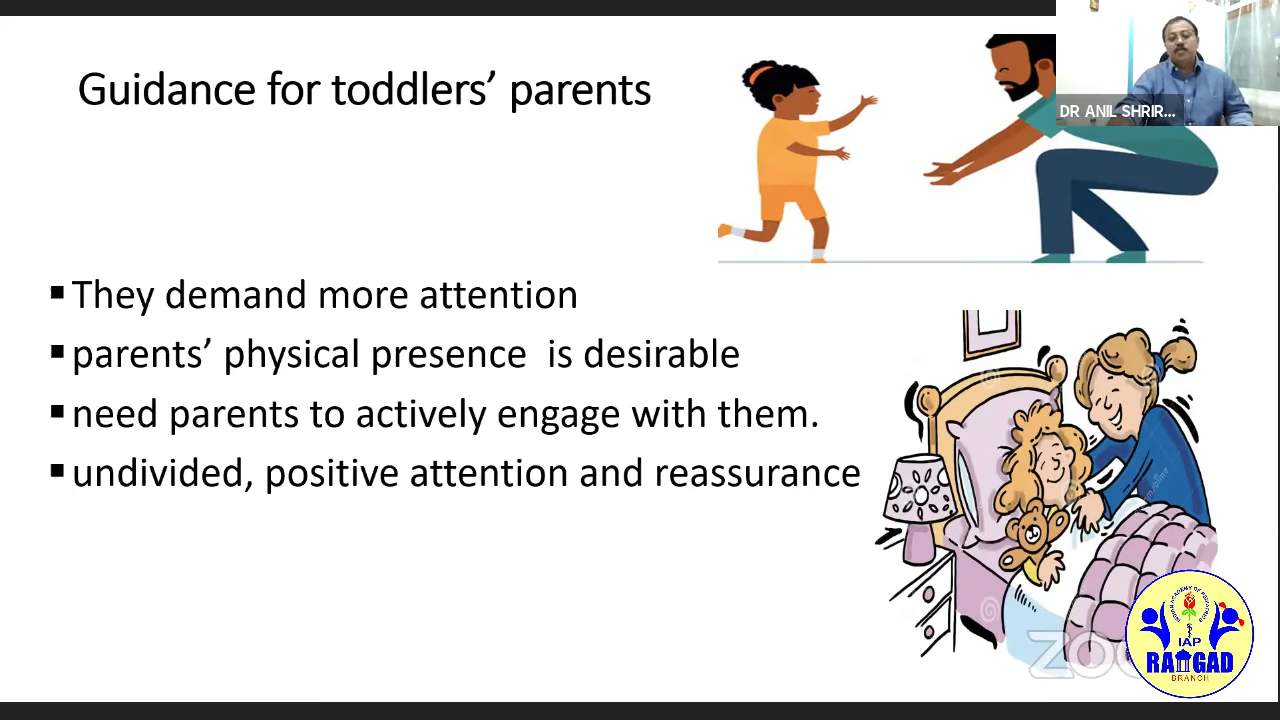 Guidance for toddlers’ parents
DR ANIL SHRIR...
▪They demand more attention
▪parents’ physical presence is desirable
▪need parents to actively engage with them.
▪undivided, positive attention and reassurance
IAP
RAIGAD
BRANCH